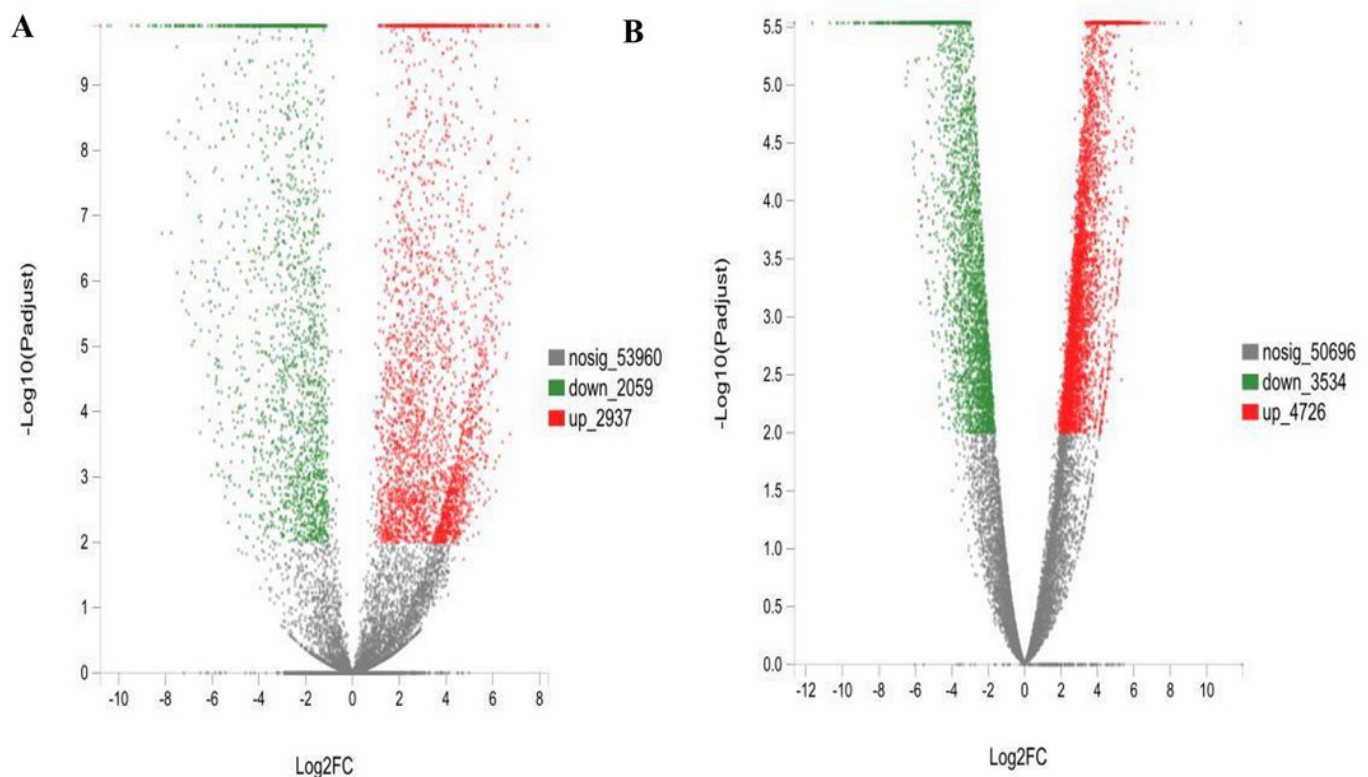 A
9
8
7
6
5
4
3
2
1
0
-10 -8 -6 -4 -2 0 2 4 6 8
-Log10(Padjust)
Log2FC
nosig_53960
down_2059
up_2937
B
5.5
5.0
4.5
4.0
3.5
3.0
2.5
2.0
1.5
1.0
0.5
0.0
-12 -10 -8 -6 -4 -2 0 2 4 6 8 10
-Log10(Padjust)
Log2FC
nosig_50696
down_3534
up_4726